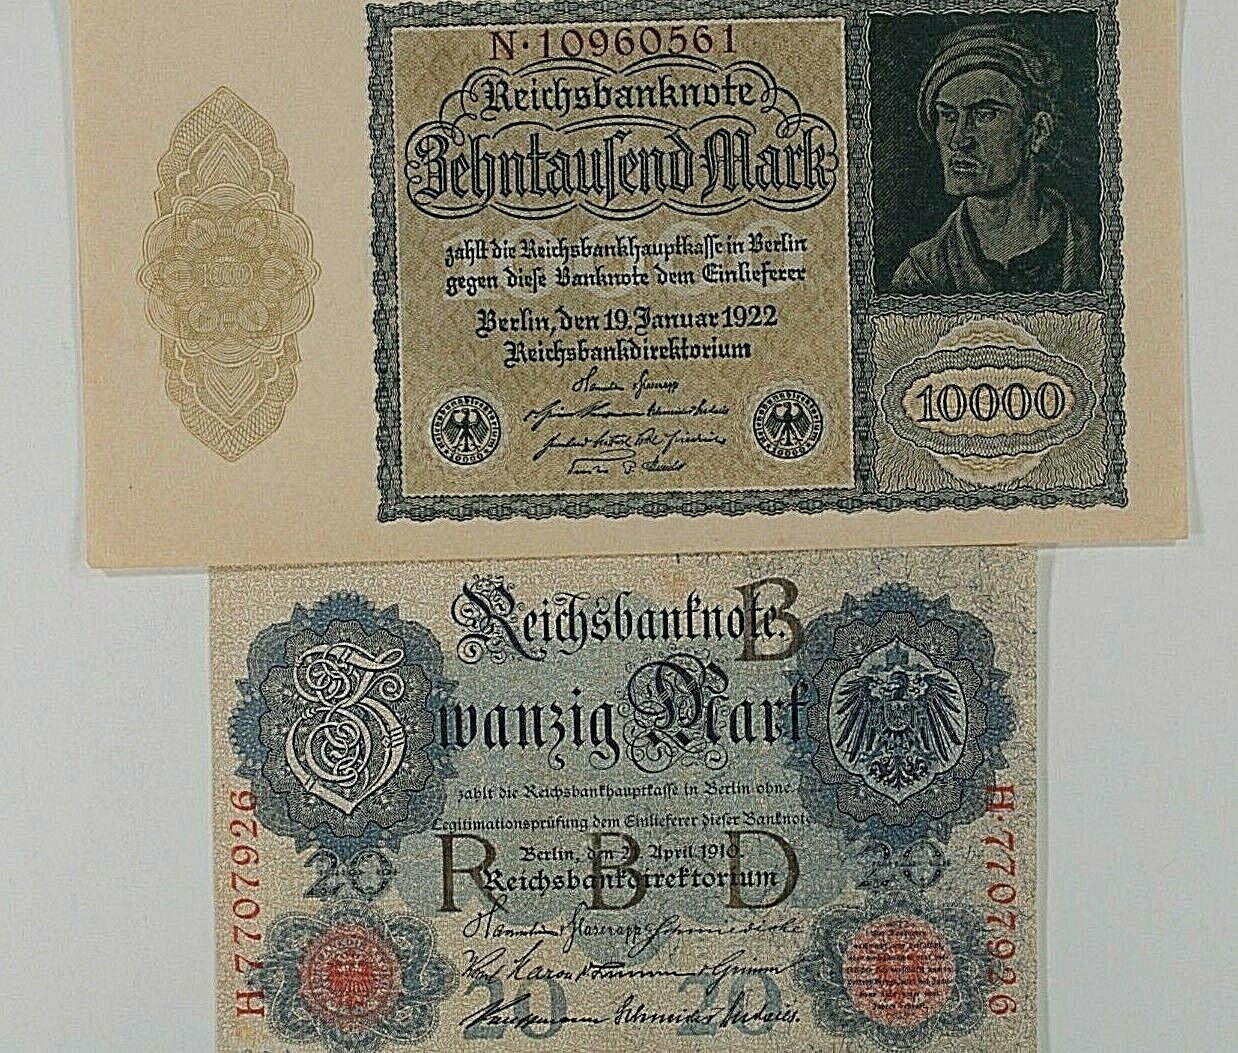 N·10960561
Reichsbanknote
Zehntausend Mark
zahlt die Reichsbankhauptkasse in Berlin
gegen diese Banknote dem Einlieferer
Berlin, den 19. Januar 1922
Reichsbankdirektorium
10000
Reichsbanknote.
B
Zwanzig Mark
zahlt die Reichsbankhauptkasse in Berlin ohne
Legitimationsprüfung dem Einlieferer dieser Banknote
Berlin, den April 1910.
R B D
Reichsbankdirektorium
20
20
H·7707926
H·7707926
20 20